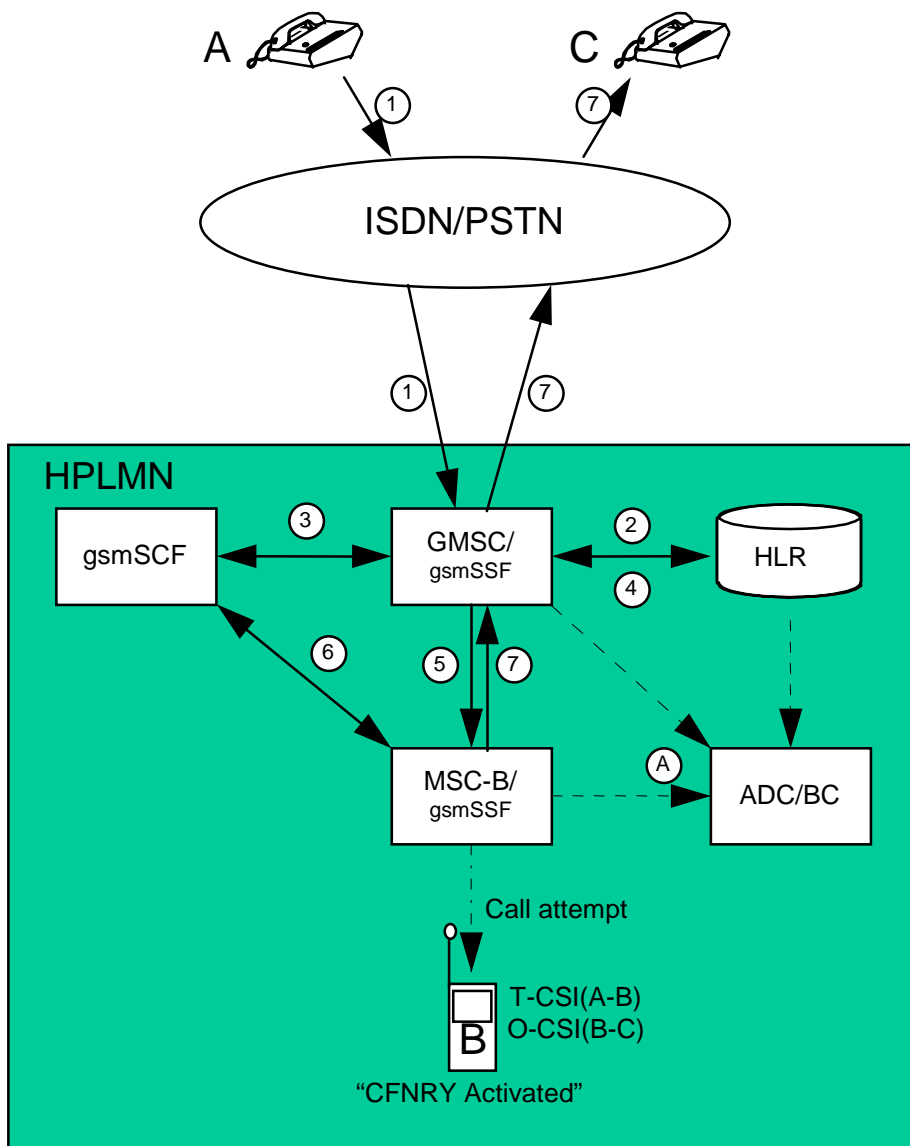 A
C
1
7
ISDN/PSTN
1
7
HPLMN
gsmSCF
3
GMSC/
gsmSSF
2
4
HLR
6
5
7
MSC-B/
gsmSSF
A
ADC/BC
Call attempt
B
T-CSI(A-B)
O-CSI(B-C)
“CFNRY Activated”